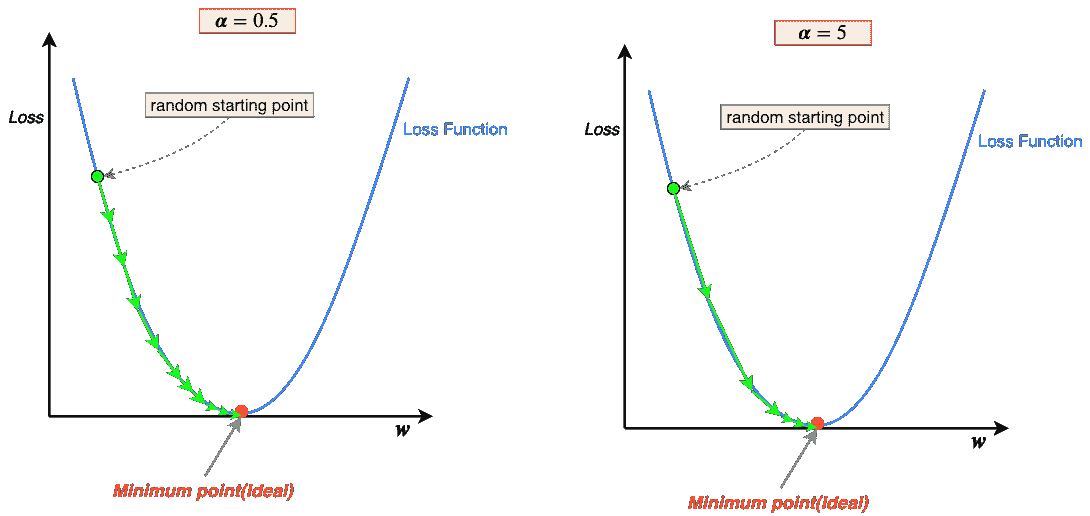 α = 0.5
random starting point
Loss
Loss Function
w
Minimum point(Ideal)
α = 5
random starting point
Loss
Loss Function
w
Minimum point(Ideal)